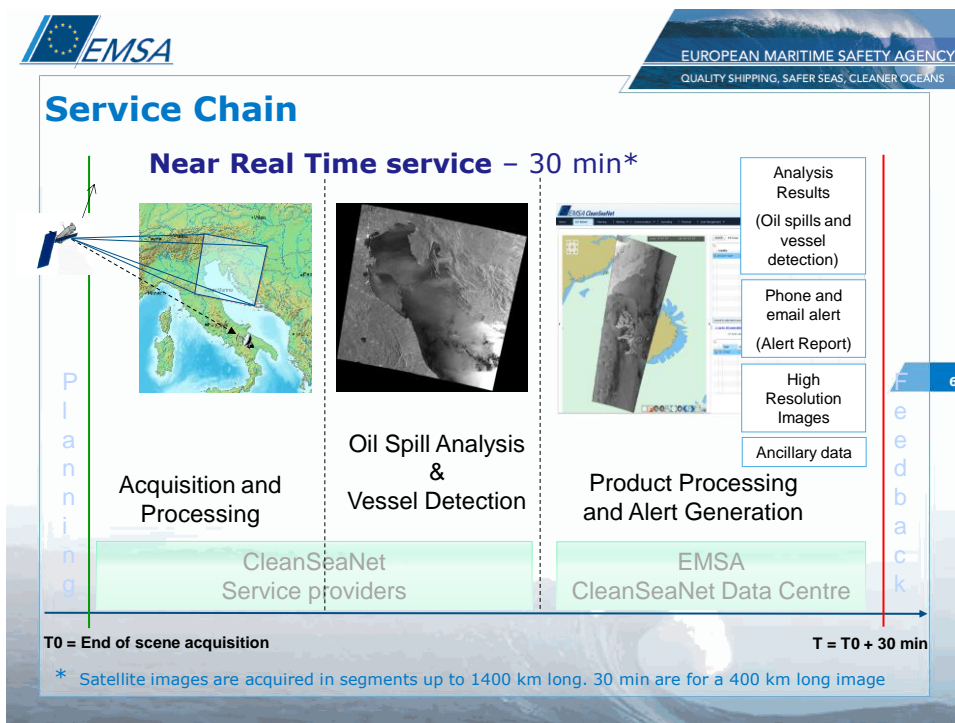 EMSA
EUROPEAN MARITIME SAFETY AGENCY
QUALITY SHIPPING, SAFER SEAS, CLEANER OCEANS
Service Chain
Near Real Time service – 30 min*
EMSA CleanSeaNet
Analysis
Results
(Oil spills and
vessel
detection)
Phone and
email alert
(Alert Report)
High
Resolution
Images
Ancillary data
6
Planning
Feedback
Acquisition and
Processing
Oil Spill Analysis
&
Vessel Detection
Product Processing
and Alert Generation
CleanSeaNet
Service providers
EMSA
CleanSeaNet Data Centre
T0 = End of scene acquisition
T = T0 + 30 min
* Satellite images are acquired in segments up to 1400 km long. 30 min are for a 400 km long image